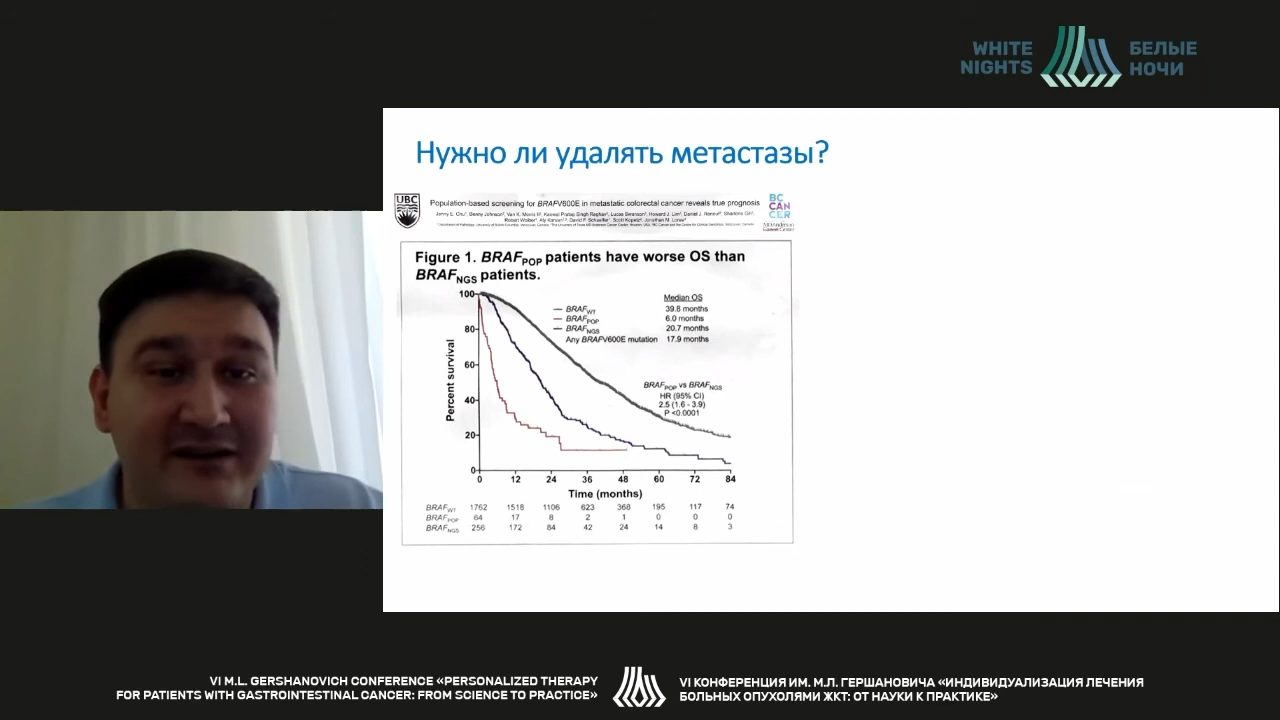 WHITE
NIGHTS
БЕЛЫЕ
НОЧИ
Нужно ли удалять метастазы?
UBC
Population-based screening for BRAFV600E in metastatic colorectal cancer reveals true prognosis
BC
CAN
CER
Figure 1. BRAFPOP patients have worse OS than
BRAFNGS patients.
Median OS
BRAFWT 39.8 months
BRAFPOP 6.0 months
BRAFNGS 20.7 months
Any BRAFV600E mutation 17.9 months
BRAFPOP vs BRAFNGS
HR (95% CI)
2.5 (1.6 - 3.9)
P <0.0001
Percent survival
100
80
60
40
20
0
0 12 24 36 48 60 72 84
Time (months)
BRAFWT 1762 1518 1106 623 368 195 117 74
BRAFPOP 64 17 8 2 1 0 0 0
BRAFNGS 256 172 84 42 24 14 8 3
VI M.L. GERSHANOVICH CONFERENCE «PERSONALIZED THERAPY
FOR PATIENTS WITH GASTROINTESTINAL CANCER: FROM SCIENCE TO PRACTICE»
VI КОНФЕРЕНЦИЯ ИМ. М.Л. ГЕРШАНОВИЧА «ИНДИВИДУАЛИЗАЦИЯ ЛЕЧЕНИЯ
БОЛЬНЫХ ОПУХОЛЯМИ ЖКТ: ОТ НАУКИ К ПРАКТИКЕ»